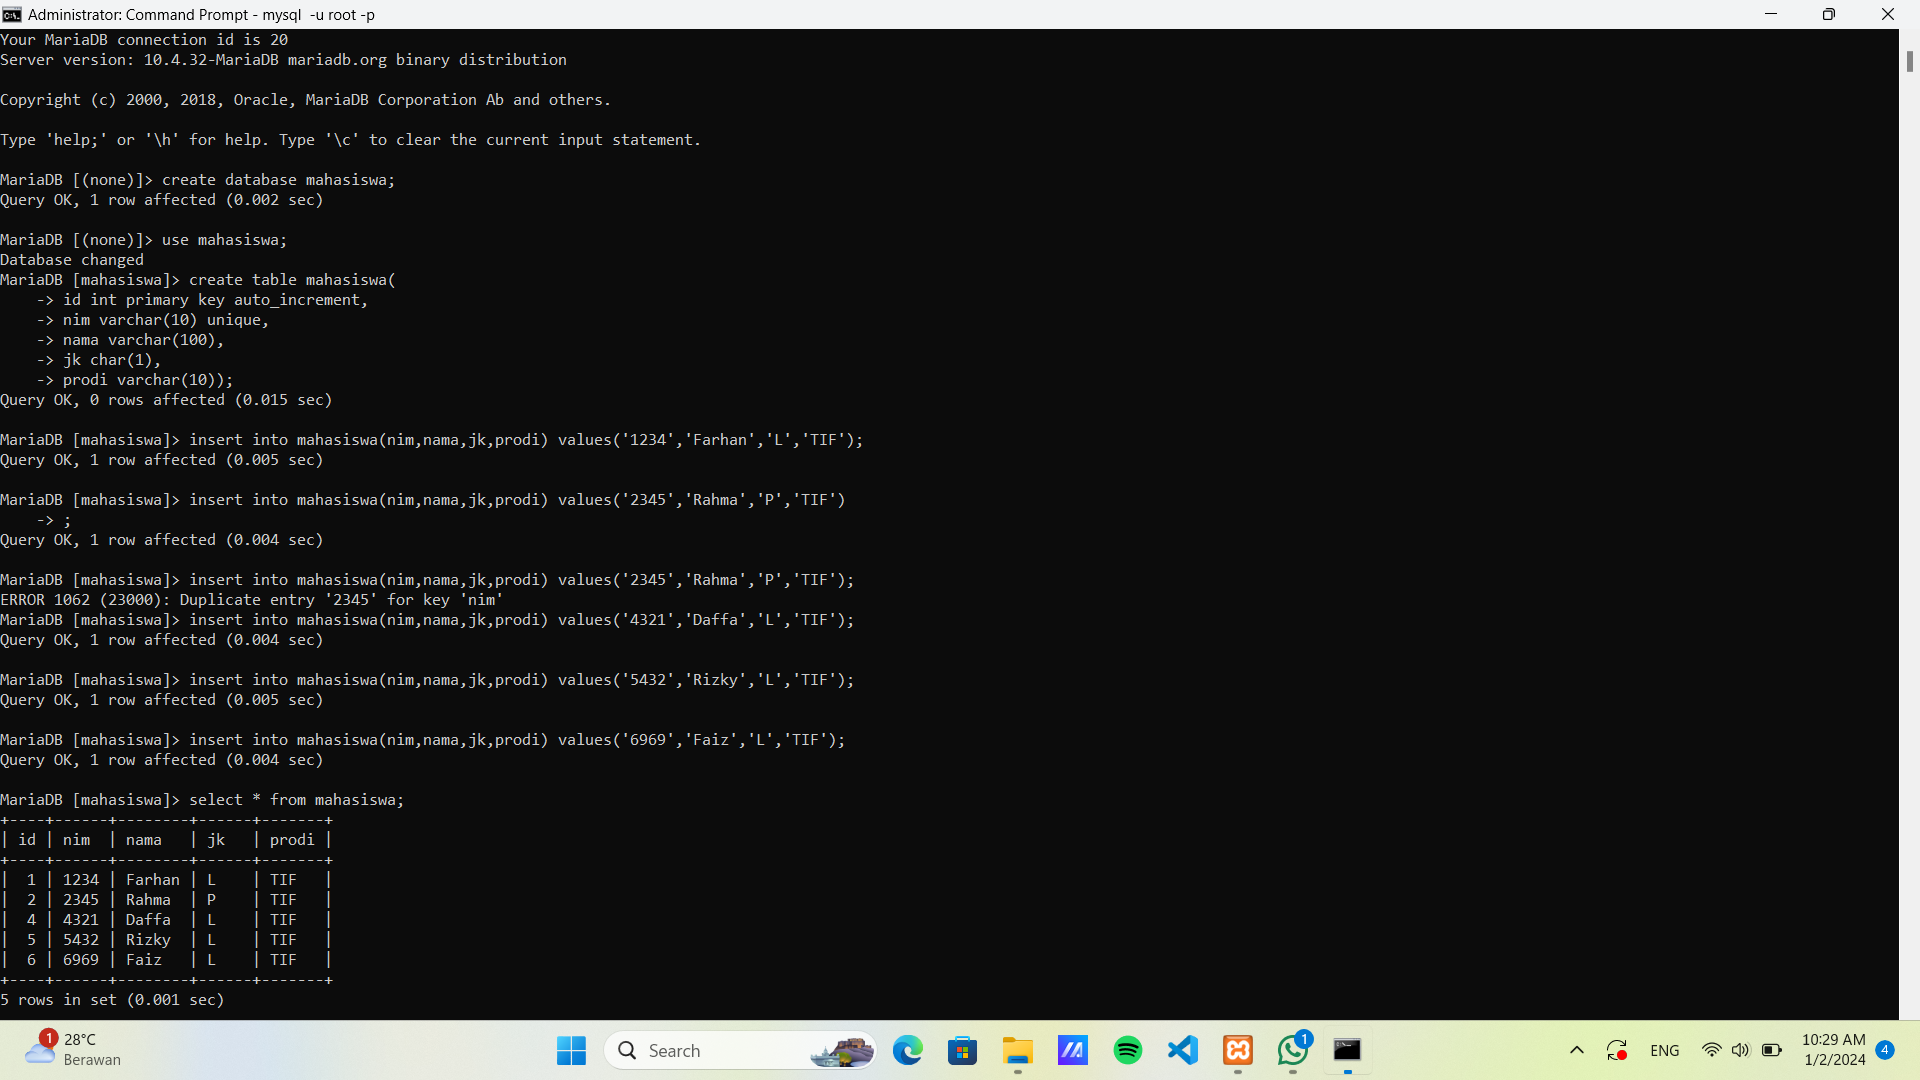 Administrator: Command Prompt - mysql  -u root -p
Your MariaDB connection id is 20
Server version: 10.4.32-MariaDB mariadb.org binary distribution
Copyright (c) 2000, 2018, Oracle, MariaDB Corporation Ab and others.
Type 'help;' or '\h' for help. Type '\c' to clear the current input statement.
MariaDB [(none)]> create database mahasiswa;
Query OK, 1 row affected (0.002 sec)
MariaDB [(none)]> use mahasiswa;
Database changed
MariaDB [mahasiswa]> create table mahasiswa(
    -> id int primary key auto_increment,
    -> nim varchar(10) unique,
    -> nama varchar(100),
    -> jk char(1),
    -> prodi varchar(10));
Query OK, 0 rows affected (0.015 sec)
MariaDB [mahasiswa]> insert into mahasiswa(nim,nama,jk,prodi) values('1234','Farhan','L','TIF');
Query OK, 1 row affected (0.005 sec)
MariaDB [mahasiswa]> insert into mahasiswa(nim,nama,jk,prodi) values('2345','Rahma','P','TIF')
    -> ;
Query OK, 1 row affected (0.004 sec)
MariaDB [mahasiswa]> insert into mahasiswa(nim,nama,jk,prodi) values('2345','Rahma','P','TIF');
ERROR 1062 (23000): Duplicate entry '2345' for key 'nim'
MariaDB [mahasiswa]> insert into mahasiswa(nim,nama,jk,prodi) values('4321','Daffa','L','TIF');
Query OK, 1 row affected (0.004 sec)
MariaDB [mahasiswa]> insert into mahasiswa(nim,nama,jk,prodi) values('5432','Rizky','L','TIF');
Query OK, 1 row affected (0.005 sec)
MariaDB [mahasiswa]> insert into mahasiswa(nim,nama,jk,prodi) values('6969','Faiz','L','TIF');
Query OK, 1 row affected (0.004 sec)
MariaDB [mahasiswa]> select * from mahasiswa;
+----+------+--------+------+-------+
| id | nim  | nama   | jk   | prodi |
+----+------+--------+------+-------+
|  1 | 1234 | Farhan | L    | TIF   |
|  2 | 2345 | Rahma  | P    | TIF   |
|  4 | 4321 | Daffa  | L    | TIF   |
|  5 | 5432 | Rizky  | L    | TIF   |
|  6 | 6969 | Faiz   | L    | TIF   |
+----+------+--------+------+-------+
5 rows in set (0.001 sec)
1
28°C
Berawan
Search
1
ENG
10:29 AM
1/2/2024
4